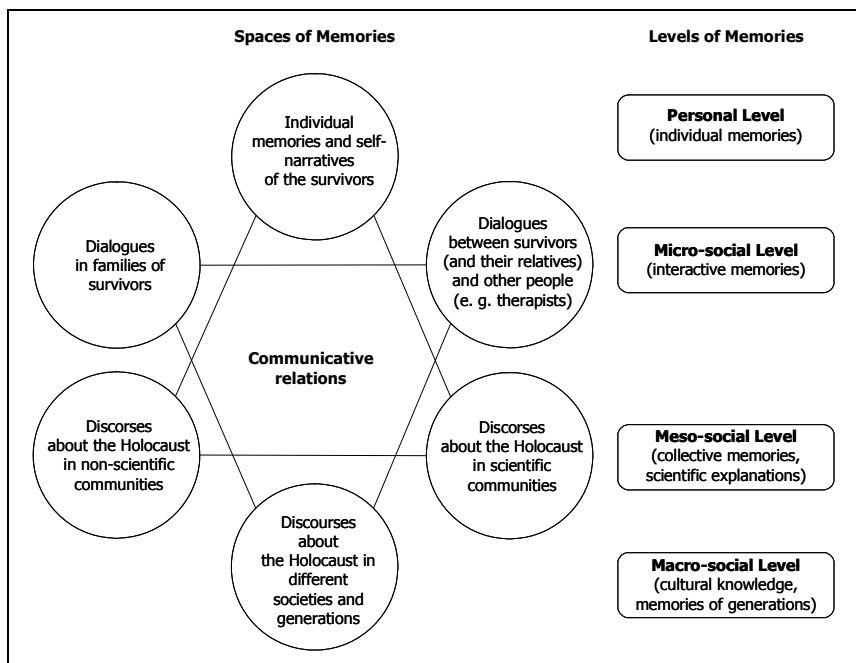 Spaces of Memories
Levels of Memories
Individual
memories and self-
narratives
of the survivors
Personal Level
(individual memories)
Dialogues
in families of
survivors
Dialogues
between survivors
(and their relatives)
and other people
(e. g. therapists)
Micro-social Level
(interactive memories)
Communicative
relations
Discorses
about the Holocaust
in non-scientific
communities
Discorses
about the Holocaust
in scientific
communities
Meso-social Level
(collective memories,
scientific explanations)
Discourses
about
the Holocaust in
different
societies and
generations
Macro-social Level
(cultural knowledge,
memories of generations)